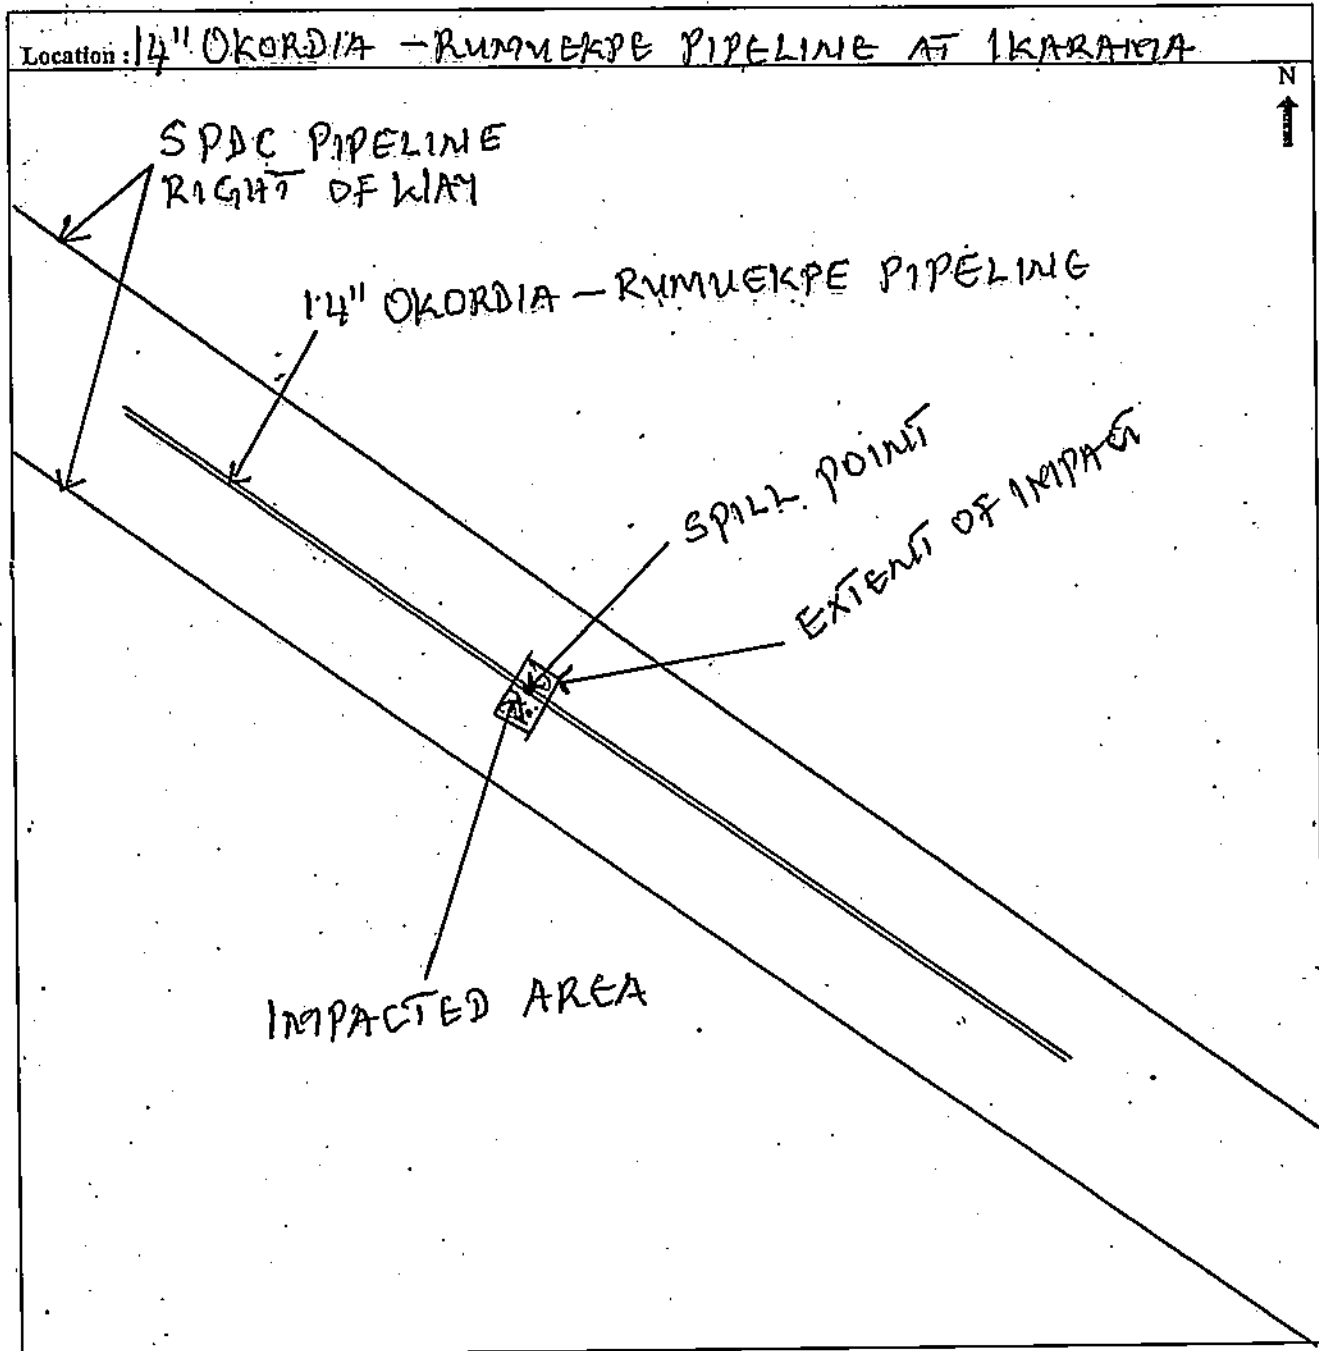 Location : 14" OKORDIA - RUMUEKPE PIPELINE AT IKARAMA
N
SPDC PIPELINE
RIGHT OF WAY
14" OKORDIA - RUMUEKPE PIPELINE
SPILL POINT
EXTENT OF IMPACT
IMPACTED AREA